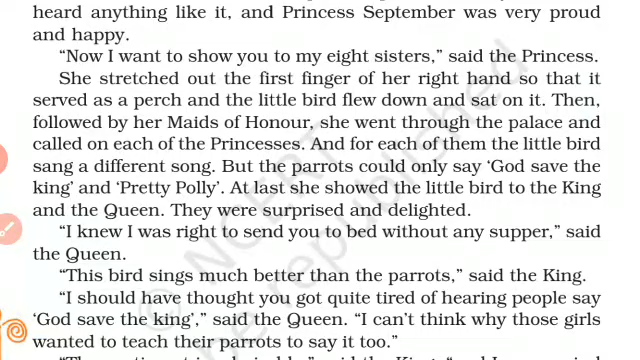 heard anything like it, and Princess September was very proud
and happy.
“Now I want to show you to my eight sisters,” said the Princess.
She stretched out the first finger of her right hand so that it
served as a perch and the little bird flew down and sat on it. Then,
followed by her Maids of Honour, she went through the palace and
called on each of the Princesses. And for each of them the little bird
sang a different song. But the parrots could only say ‘God save the
king’ and ‘Pretty Polly’. At last she showed the little bird to the King
and the Queen. They were surprised and delighted.
“I knew I was right to send you to bed without any supper,” said
the Queen.
“This bird sings much better than the parrots,” said the King.
“I should have thought you got quite tired of hearing people say
‘God save the king’,” said the Queen. “I can’t think why those girls
wanted to teach their parrots to say it too.”
© NCERT
be republished